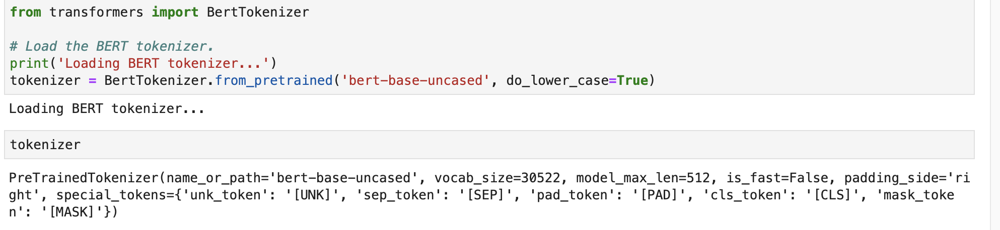 from transformers import BertTokenizer
# Load the BERT tokenizer.
print('Loading BERT tokenizer...')
tokenizer = BertTokenizer.from_pretrained('bert-base-uncased', do_lower_case=True)
Loading BERT tokenizer...
tokenizer
PreTrainedTokenizer(name_or_path='bert-base-uncased', vocab_size=30522, model_max_len=512, is_fast=False, padding_side='ri
ght', special_tokens={'unk_token': '[UNK]', 'sep_token': '[SEP]', 'pad_token': '[PAD]', 'cls_token': '[CLS]', 'mask_toke
n': '[MASK]'})